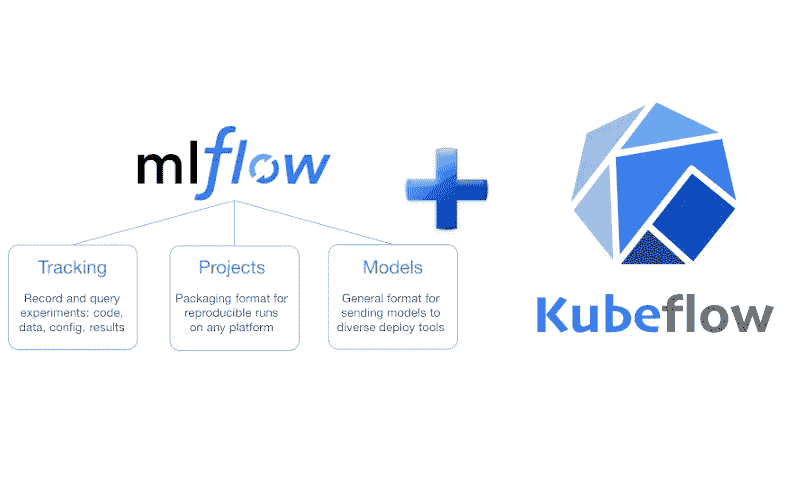 mlflow
Tracking
Record and query
experiments: code,
data, config, results
Projects
Packaging format for
reproducible runs
on any platform
Models
General format for
sending models to
diverse deploy tools
Kubeflow